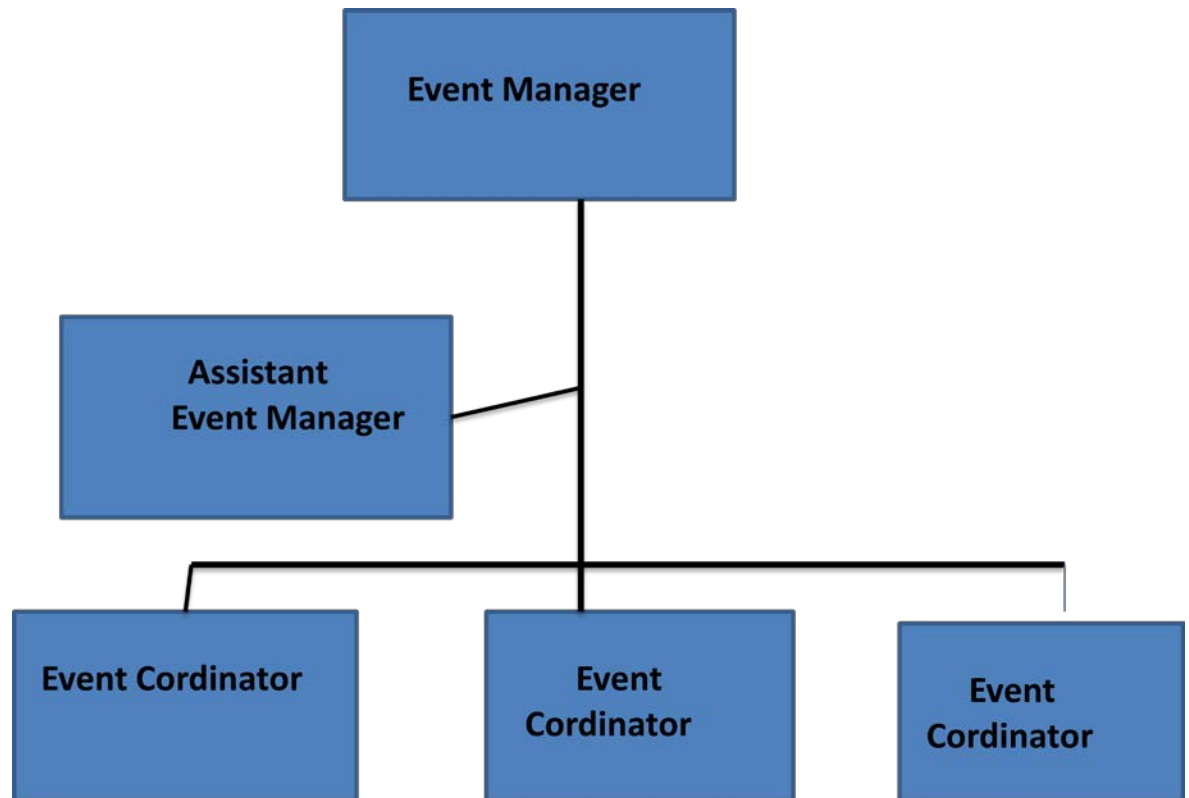 Event Manager
Assistant
Event Manager
Event Cordinator
Event
Cordinator
Event
Cordinator